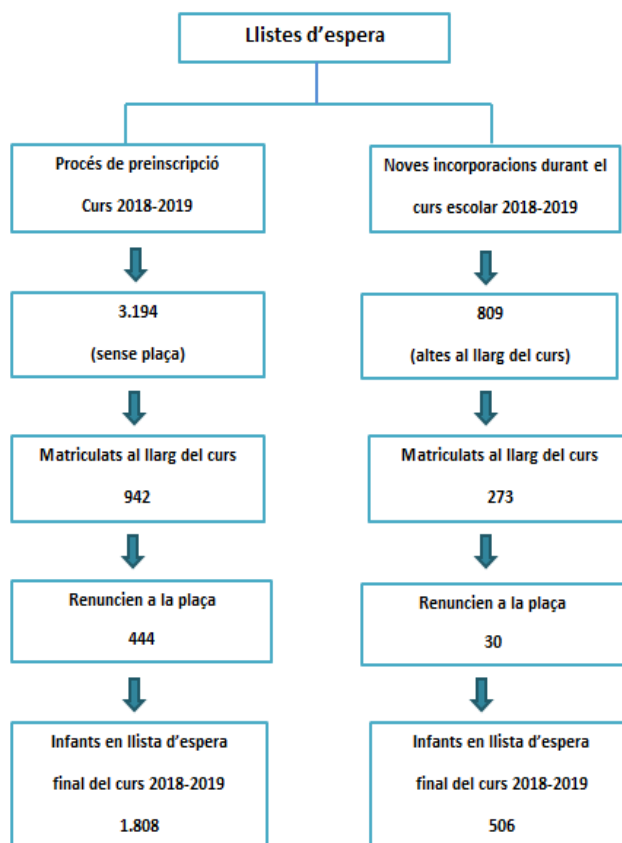 Llistes d’espera
Procés de preinscripció
Curs 2018-2019
3.194
(sense plaça)
Matriculats al llarg del curs
942
Renuncien a la plaça
444
Infants en llista d’espera
final del curs 2018-2019
1.808
Noves incorporacions durant el
curs escolar 2018-2019
809
(altes al llarg del curs)
Matriculats al llarg del curs
273
Renuncien a la plaça
30
Infants en llista d’espera
final del curs 2018-2019
506